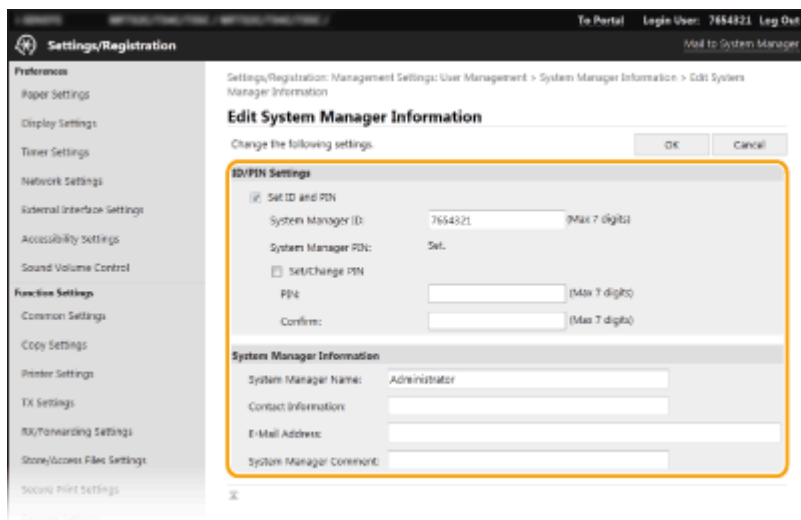 To Portal Login User: 7654321 Log Out
Settings/Registration
Mail to System Manager
Preferences
Paper Settings
Display Settings
Timer Settings
Network Settings
External Interface Settings
Accessibility Settings
Sound Volume Control
Function Settings
Common Settings
Copy Settings
Printer Settings
TX Settings
RX/Forwarding Settings
Store/Access Files Settings
Secure Print Settings
Settings/Registration: Management Settings: User Management > System Manager Information > Edit System
Manager Information
Edit System Manager Information
Change the following settings.
OK Cancel
ID/PIN Settings
Set ID and PIN
System Manager ID: 7654321 (Max 7 digits)
System Manager PIN: Set.
Set/Change PIN
PIN: (Max 7 digits)
Confirm: (Max 7 digits)
System Manager Information
System Manager Name: Administrator
Contact Information:
E-Mail Address:
System Manager Comment: